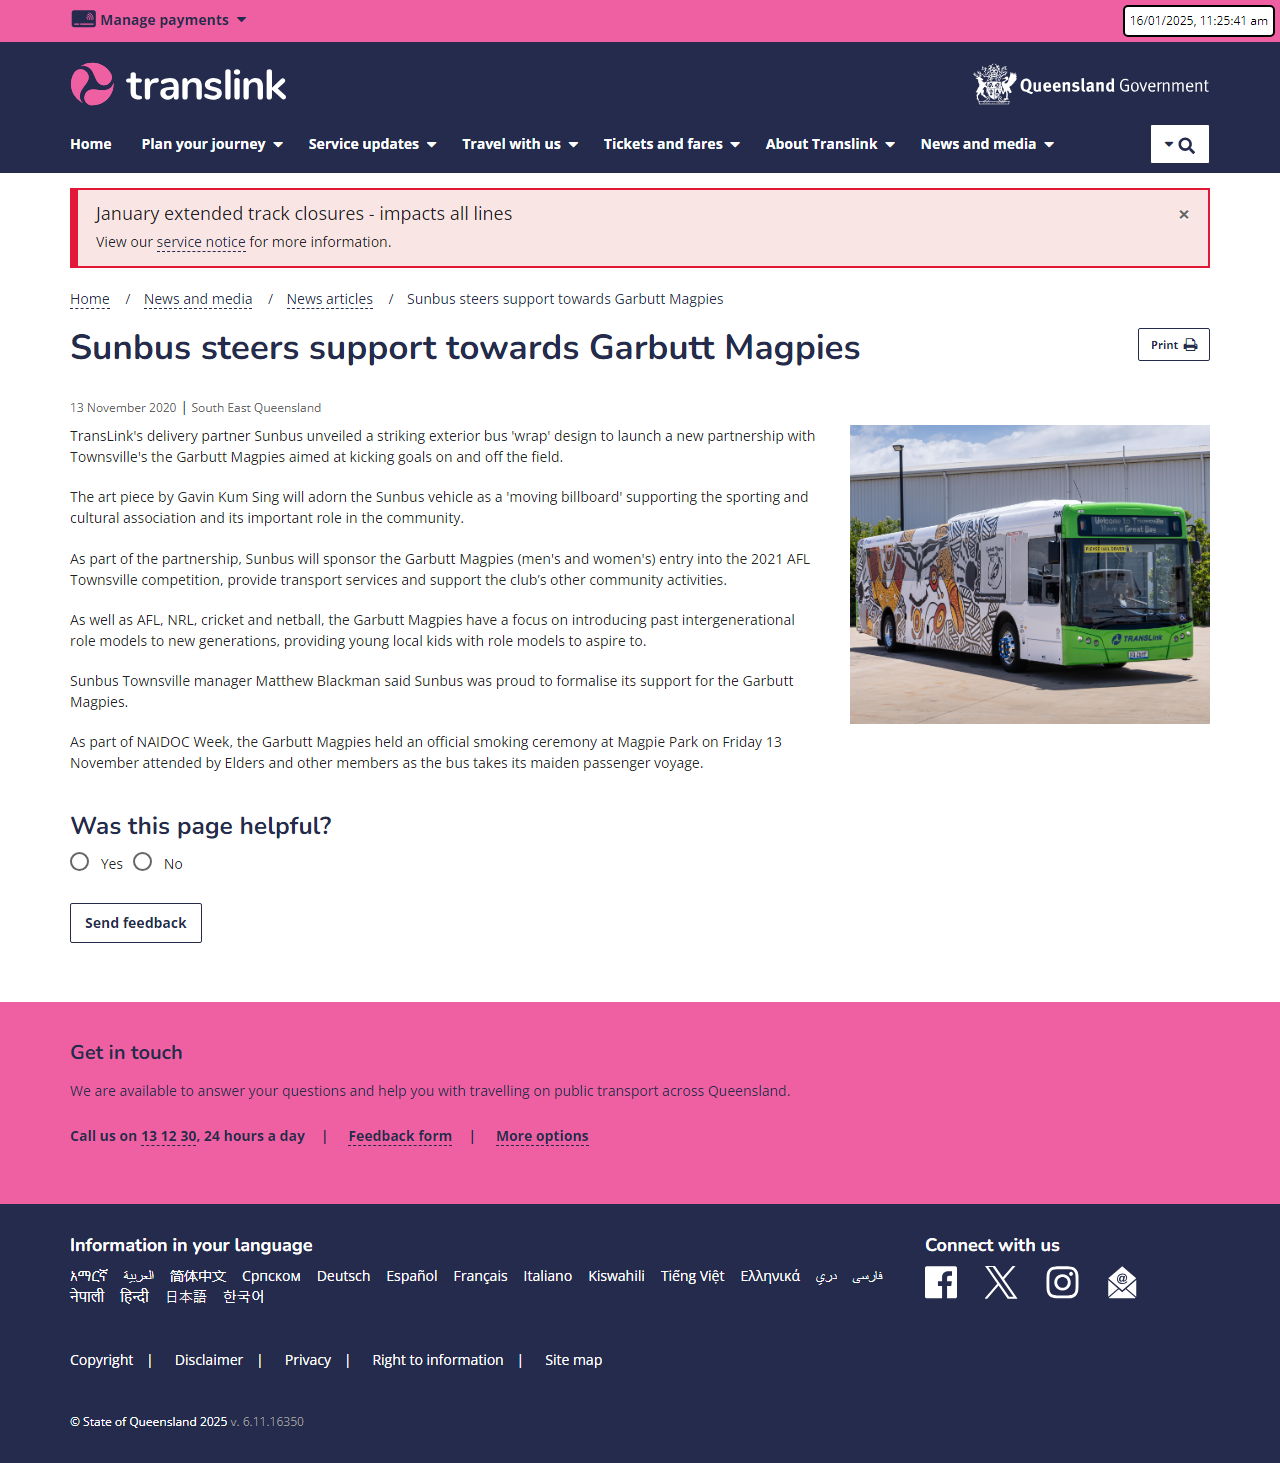 Manage payments
16/01/2025, 11:25:41 am
translink
Queensland Government
Home Plan your journey Service updates Travel with us Tickets and fares About Translink News and media
January extended track closures - impacts all lines
×
View our service notice for more information.
Home / News and media / News articles / Sunbus steers support towards Garbutt Magpies
Sunbus steers support towards Garbutt Magpies
Print
13 November 2020 | South East Queensland
TransLink's delivery partner Sunbus unveiled a striking exterior bus 'wrap' design to launch a new partnership with
Townsville's the Garbutt Magpies aimed at kicking goals on and off the field.
The art piece by Gavin Kum Sing will adorn the Sunbus vehicle as a 'moving billboard' supporting the sporting and
cultural association and its important role in the community.
As part of the partnership, Sunbus will sponsor the Garbutt Magpies (men's and women's) entry into the 2021 AFL
Townsville competition, provide transport services and support the club’s other community activities.
As well as AFL, NRL, cricket and netball, the Garbutt Magpies have a focus on introducing past intergenerational
role models to new generations, providing young local kids with role models to aspire to.
Sunbus Townsville manager Matthew Blackman said Sunbus was proud to formalise its support for the Garbutt
Magpies.
As part of NAIDOC Week, the Garbutt Magpies held an official smoking ceremony at Magpie Park on Friday 13
November attended by Elders and other members as the bus takes its maiden passenger voyage.
Welcome to Townsville
Have a Great Day
TRANSLink
Was this page helpful?
Yes No
Send feedback
Get in touch
We are available to answer your questions and help you with travelling on public transport across Queensland.
Call us on 13 12 30, 24 hours a day | Feedback form | More options
Information in your language
አማርኛ العربية 简体中文 Српском Deutsch Español Français Italiano Kiswahili Tiếng Việt Ελληνικά دری فارسی
नेपाली हिन्दी 日本語 한국어
Connect with us
Copyright | Disclaimer | Privacy | Right to information | Site map
© State of Queensland 2025 v. 6.11.16350